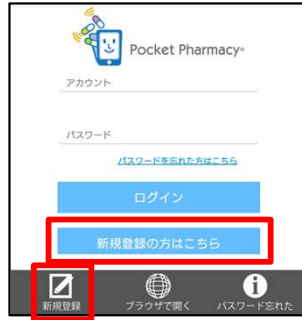 Pocket Pharmacy®
アカウント
パスワード
パスワードを忘れた方はこちら
ログイン
新規登録の方はこちら
新規登録
ブラウザで開く
パスワード忘れた